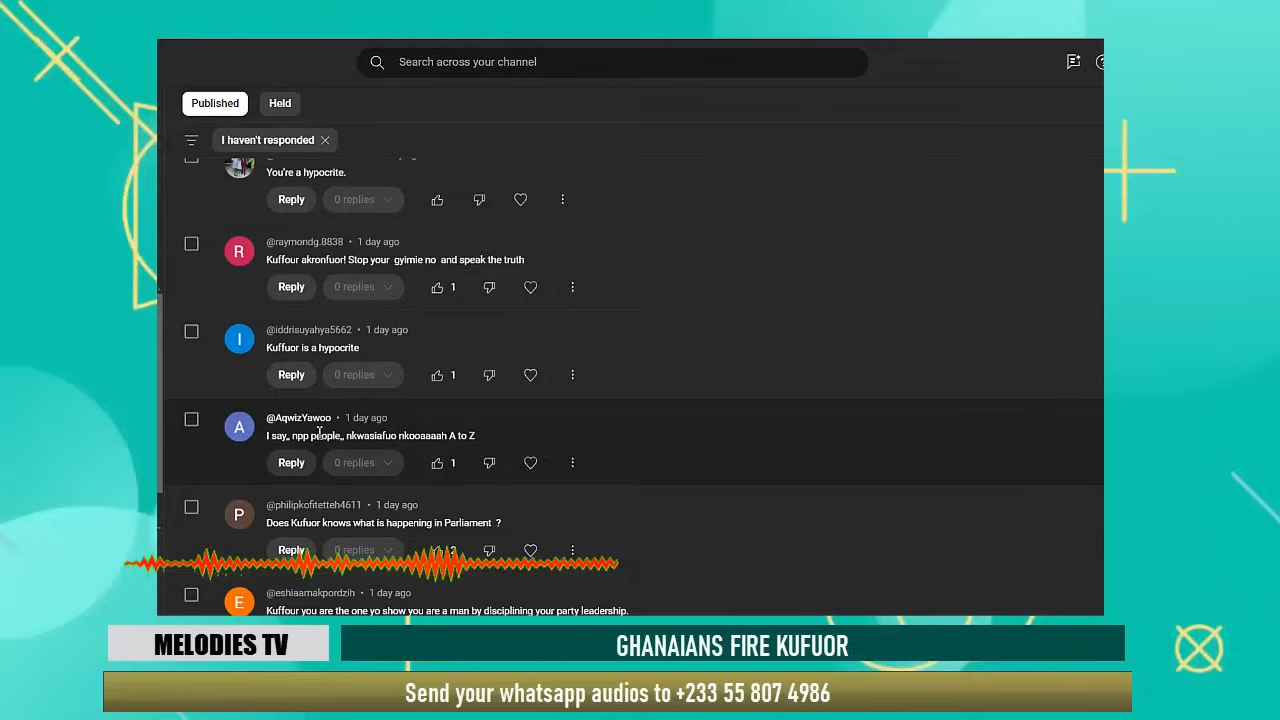 Search across your channel
Published
Held
I haven't responded
You're a hypocrite.
Reply
0 replies
@raymondg.8838 • 1 day ago
Kuffour akronfuor! Stop your gyimie no and speak the truth
Reply
0 replies
1
@iddrisuyahya5662 • 1 day ago
Kuffuor is a hypocrite
Reply
0 replies
1
@AqwizYawoo • 1 day ago
I say,, npp people,, nkwasiafuo nkooaaaah A to Z
Reply
0 replies
1
@philipkofitetteh4611 • 1 day ago
Does Kufuor knows what is happening in Parliament ?
Reply
0 replies
@eshiaamakpordzih • 1 day ago
Kuffour you are the one yo show you are a man by disciplining your party leadership.
R
I
A
P
E
MELODIES TV
GHANAIANS FIRE KUFUOR
Send your whatsapp audios to +233 55 807 4986